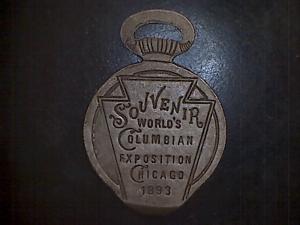 SOUVENIR
WORLD'S
COLUMBIAN
EXPOSITION
CHICAGO
1893